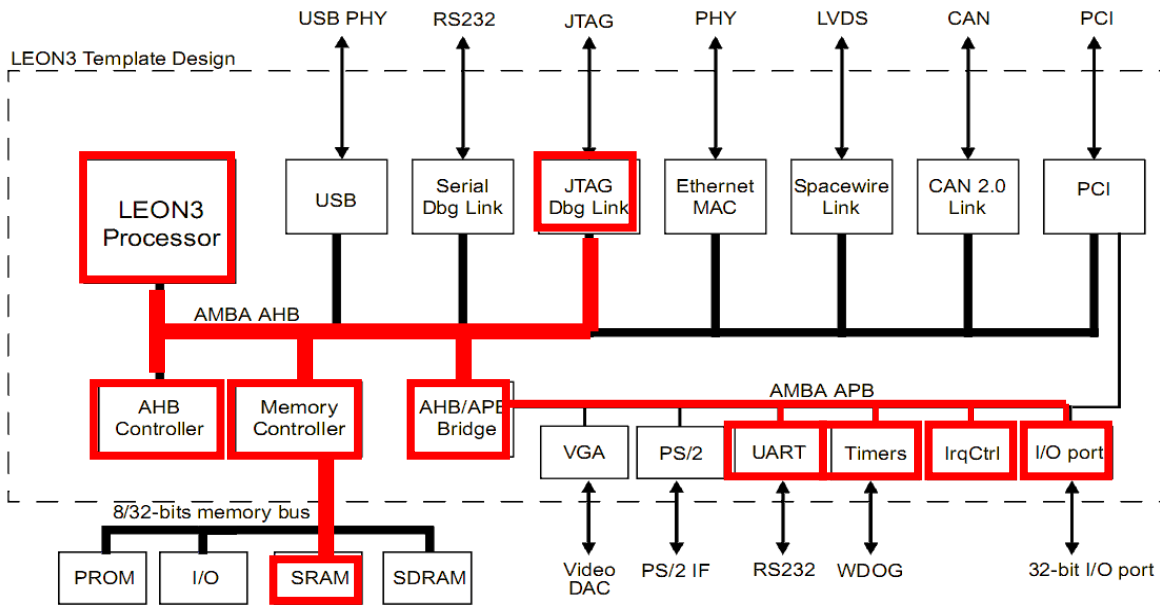 USB PHY RS232 JTAG PHY LVDS CAN PCI
LEON3 Template Design
LEON3
Processor
USB
Serial
Dbg Link
JTAG
Dbg Link
Ethernet
MAC
Spacewire
Link
CAN 2.0
Link
PCI
AMBA AHB
AHB
Controller
Memory
Controller
AHB/APB
Bridge
AMBA APB
VGA
PS/2
UART
Timers
IrqCtrl
I/O port
8/32-bits memory bus
PROM
I/O
SRAM
SDRAM
Video
DAC
PS/2 IF
RS232
WDOG
32-bit I/O port